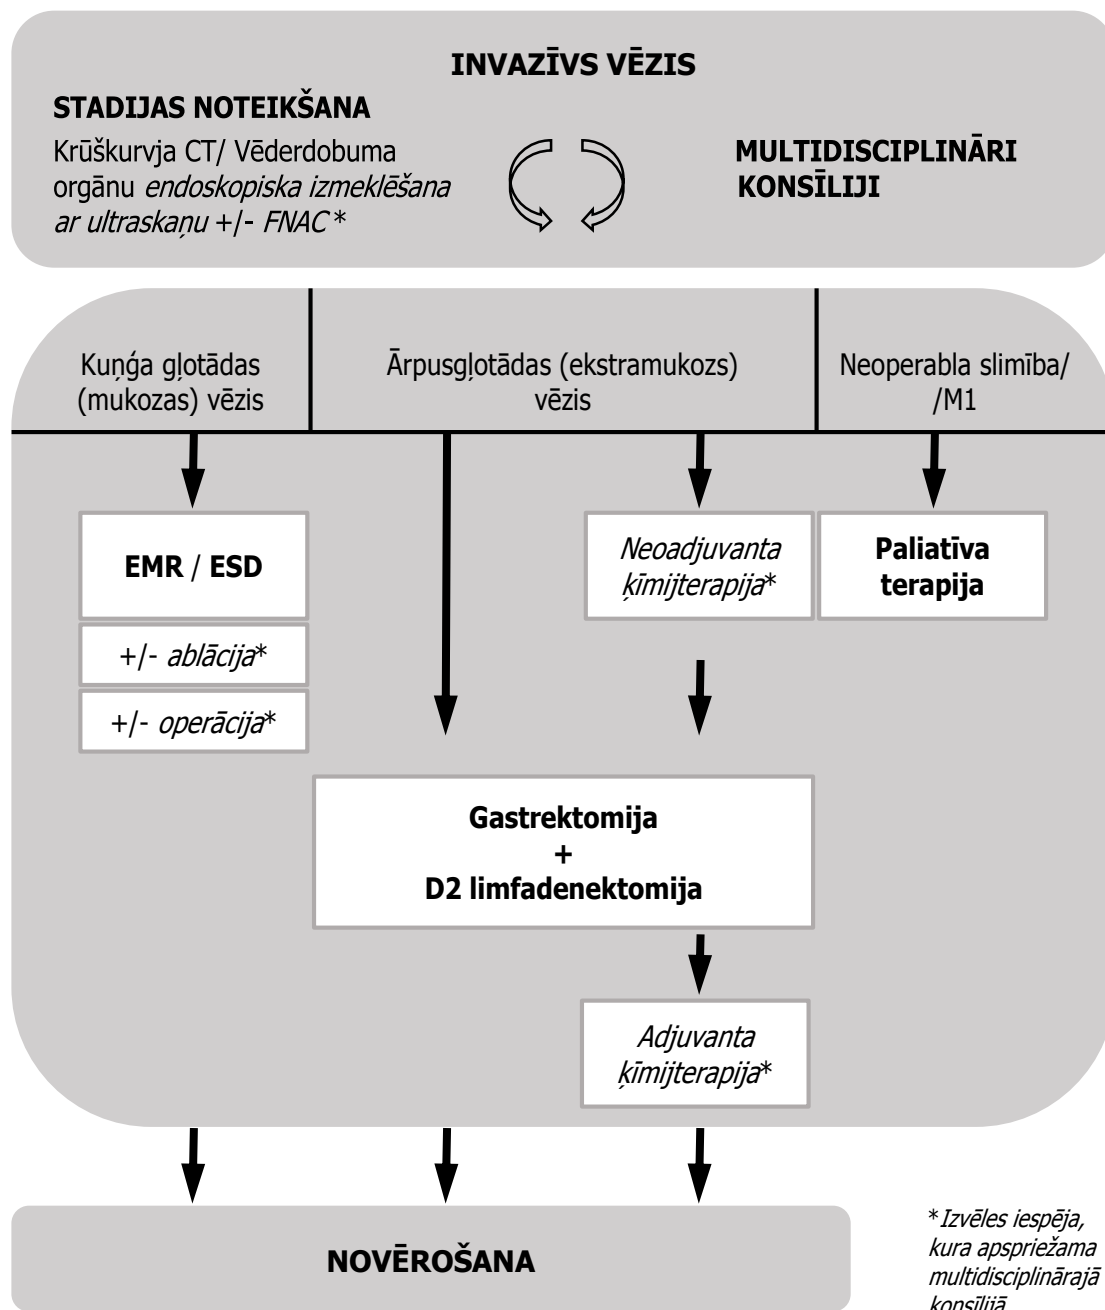 INVAZĪVS VĒZIS
STADIJAS NOTEIKŠANA
Krūškurvja CT/ Vēderdobuma
orgānu endoskopiska izmeklēšana
ar ultraskaņu +/- FNAC *
MULTIDISCIPLINĀRI
KONSĪLIJI
Kuņģa gļotādas
(mukozas) vēzis
Ārpusgļotādas (ekstramukozs)
vēzis
Neoperabla slimība/
/M1
EMR / ESD
+/- ablācija*
+/- operācija*
Neoadjuvanta
ķīmijterapija*
Paliatīva
terapija
Gastrektomija
+
D2 limfadenektomija
Adjuvanta
ķīmijterapija*
NOVĒROŠANA
*Izvēles iespēja,
kura apspriežama
multidisciplinārajā
konsīlijā